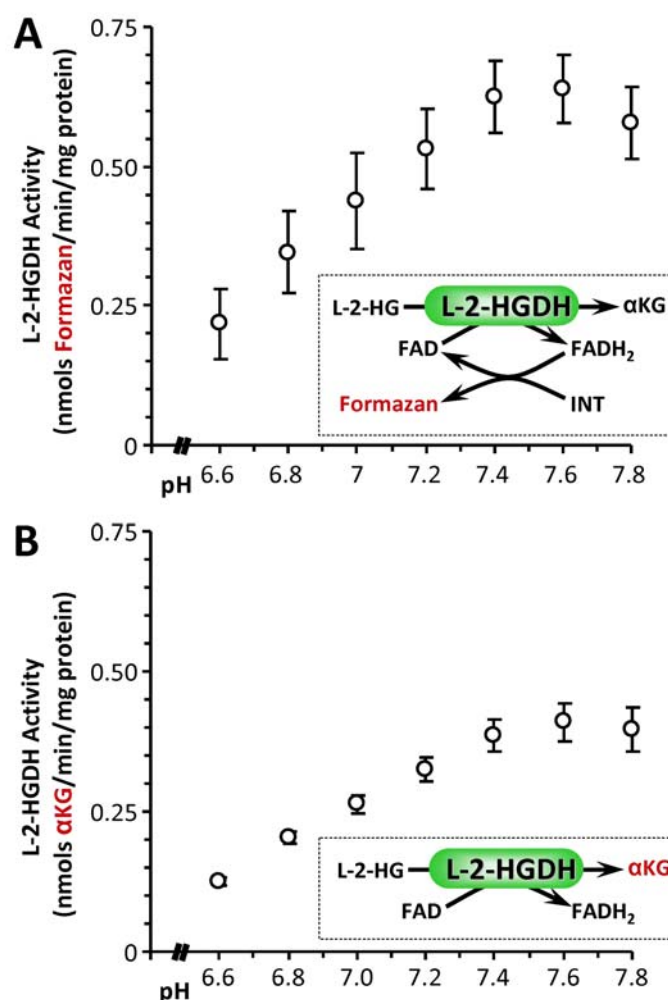 A
L-2-HGDH Activity
(nmols Formazan/min/mg protein)
0.75
0.50
0.25
0
L-2-HG
L-2-HGDH
αKG
FAD
FADH₂
Formazan
INT
pH
6.6 6.8 7 7.2 7.4 7.6 7.8
B
L-2-HGDH Activity
(nmols αKG/min/mg protein)
0.75
0.50
0.25
0
L-2-HG
L-2-HGDH
αKG
FAD
FADH₂
pH
6.6 6.8 7.0 7.2 7.4 7.6 7.8